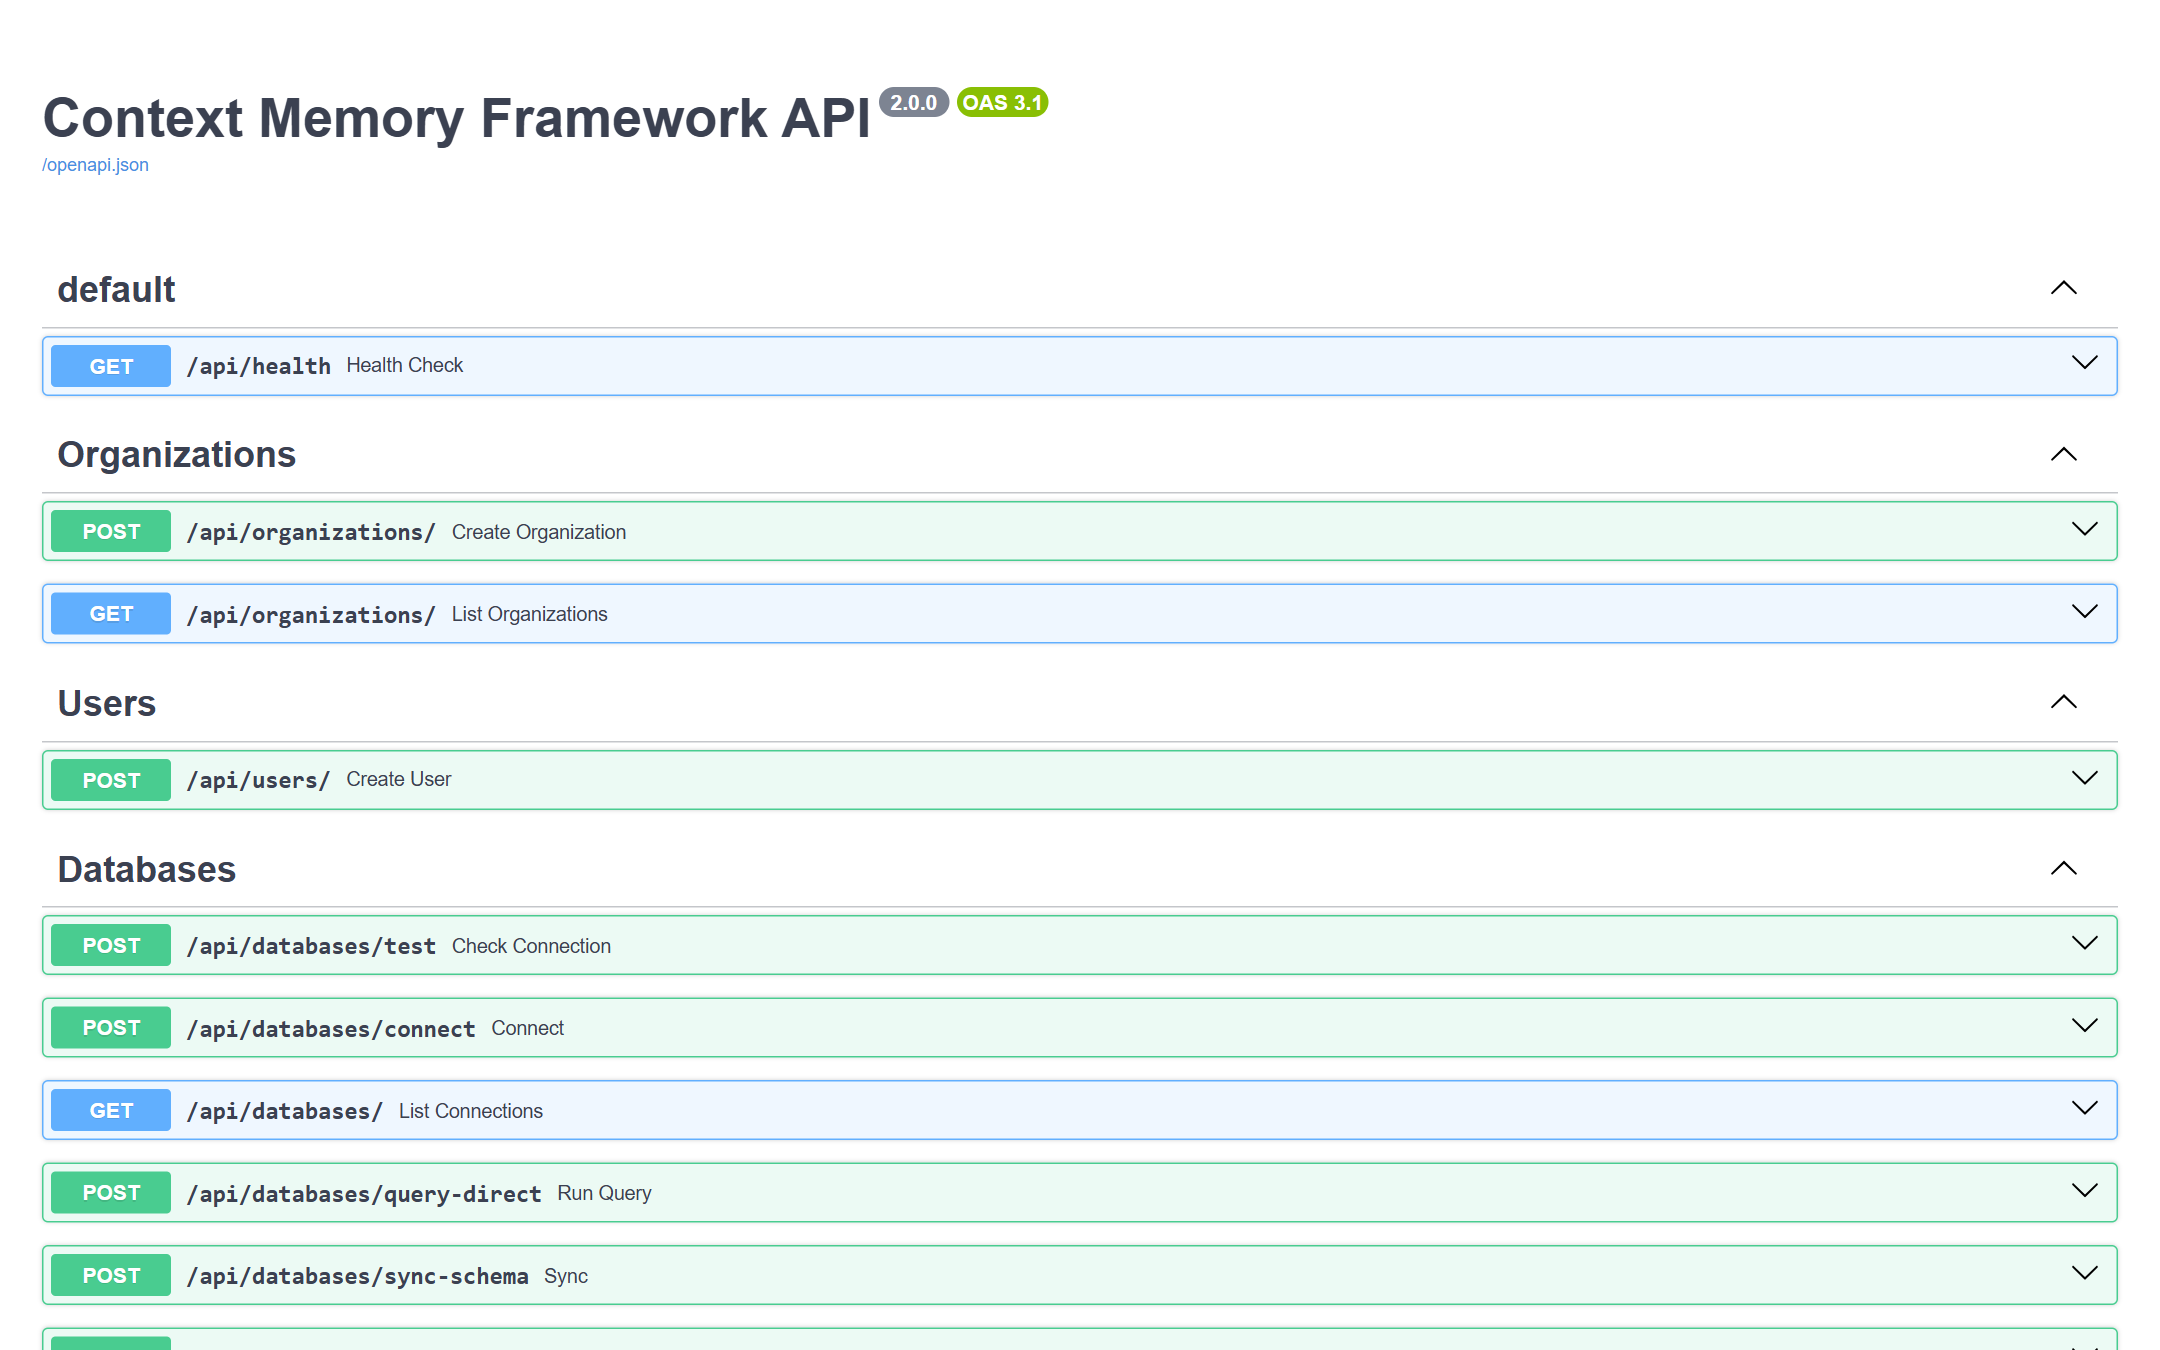 Context Memory Framework API 2.0.0 OAS 3.1
/openapi.json
default
GET /api/health Health Check
Organizations
POST /api/organizations/ Create Organization
GET /api/organizations/ List Organizations
Users
POST /api/users/ Create User
Databases
POST /api/databases/test Check Connection
POST /api/databases/connect Connect
GET /api/databases/ List Connections
POST /api/databases/query-direct Run Query
POST /api/databases/sync-schema Sync